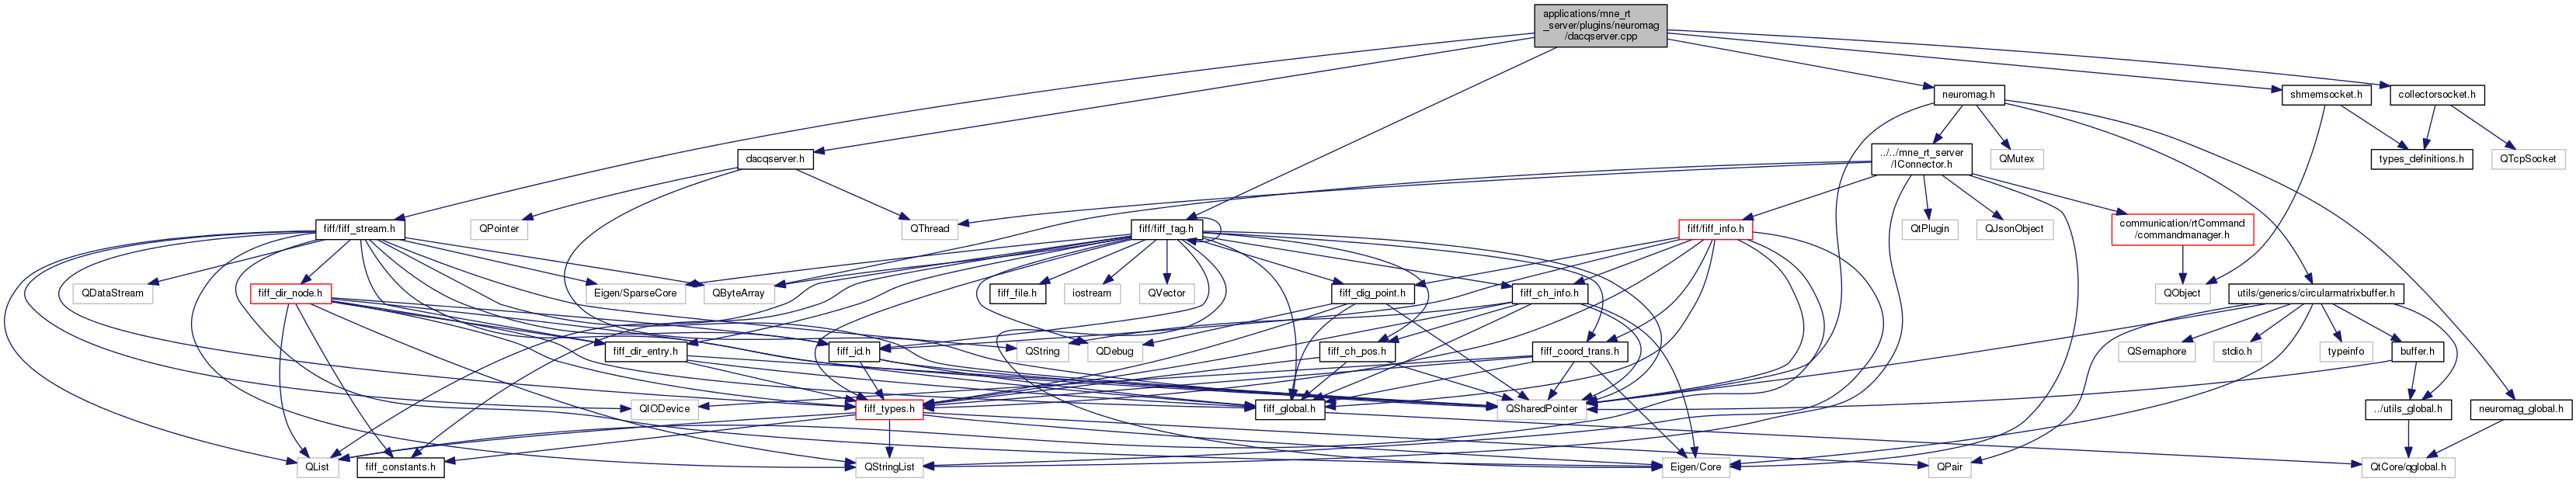 applications/mne_rt
_server/plugins/neuromag
/dacqserver.cpp
neuromag.h
shmemsocket.h
collectorsocket.h
dacqserver.h
../../mne_rt_server
/IConnector.h
QMutex
types_definitions.h
QTcpSocket
QPointer
QThread
fiff/fiff_stream.h
fiff/fiff_tag.h
fiff/fiff_info.h
QtPlugin
QJsonObject
communication/rtCommand
/commandmanager.h
QDataStream
fiff_dir_node.h
Eigen/SparseCore
QByteArray
fiff_file.h
iostream
QVector
fiff_dig_point.h
fiff_ch_info.h
QObject
utils/generics/circularmatrixbuffer.h
fiff_dir_entry.h
fiff_id.h
QString
QDebug
fiff_ch_pos.h
fiff_coord_trans.h
QSemaphore
stdio.h
typeinfo
buffer.h
QIODevice
fiff_types.h
fiff_global.h
QSharedPointer
../utils_global.h
neuromag_global.h
QList
fiff_constants.h
QStringList
Eigen/Core
QPair
QtCore/qglobal.h